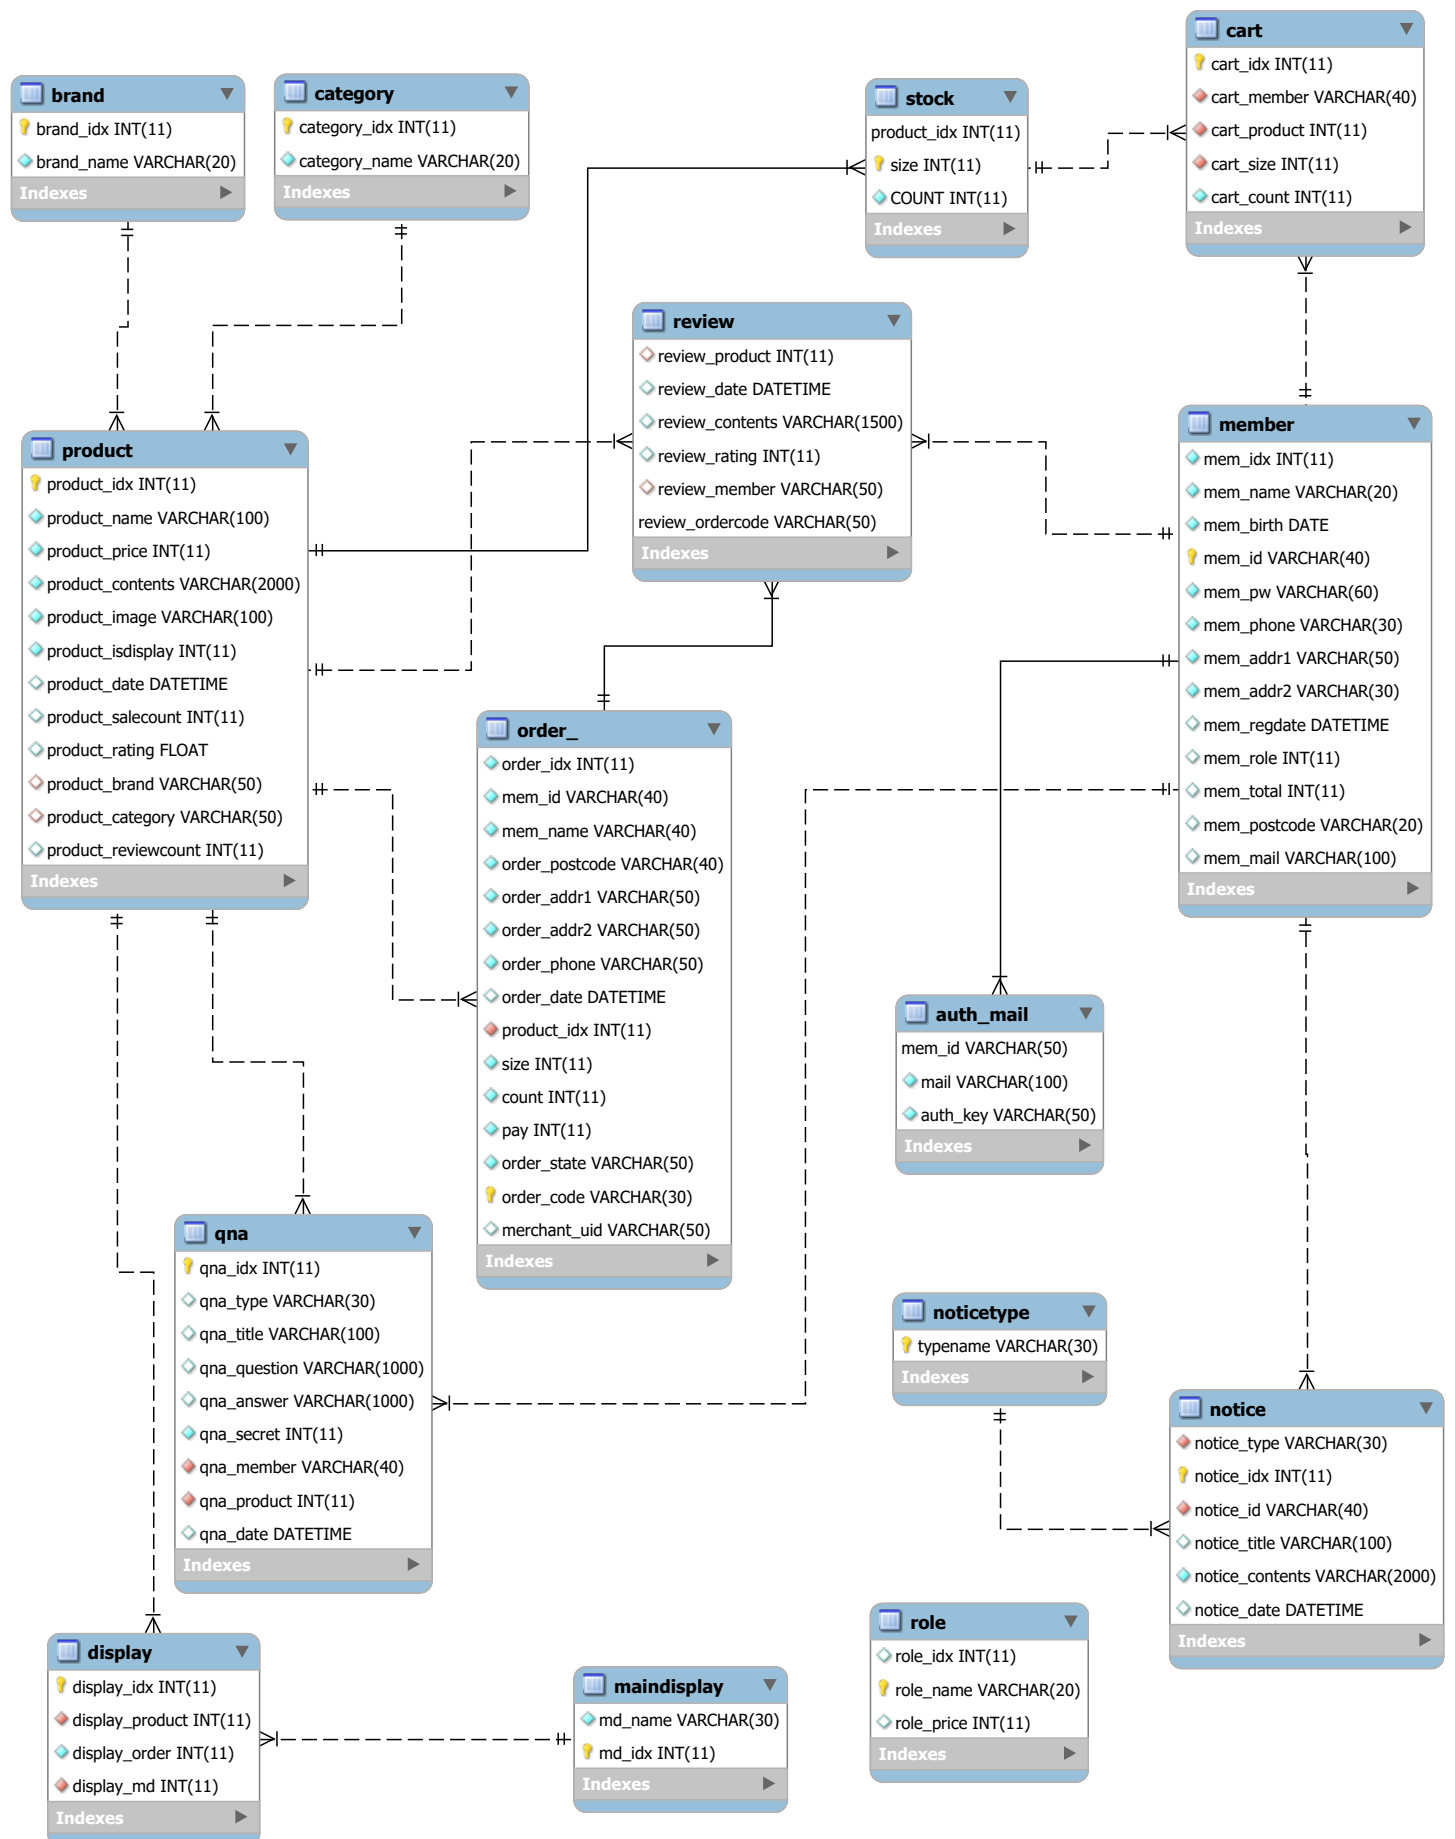 brand
brand_idx INT(11)
brand_name VARCHAR(20)
Indexes
category
category_idx INT(11)
category_name VARCHAR(20)
Indexes
stock
product_idx INT(11)
size INT(11)
COUNT INT(11)
Indexes
cart
cart_idx INT(11)
cart_member VARCHAR(40)
cart_product INT(11)
cart_size INT(11)
cart_count INT(11)
Indexes
review
review_product INT(11)
review_date DATETIME
review_contents VARCHAR(1500)
review_rating INT(11)
review_member VARCHAR(50)
review_ordercode VARCHAR(50)
Indexes
product
product_idx INT(11)
product_name VARCHAR(100)
product_price INT(11)
product_contents VARCHAR(2000)
product_image VARCHAR(100)
product_isdisplay INT(11)
product_date DATETIME
product_salecount INT(11)
product_rating FLOAT
product_brand VARCHAR(50)
product_category VARCHAR(50)
product_reviewcount INT(11)
Indexes
member
mem_idx INT(11)
mem_name VARCHAR(20)
mem_birth DATE
mem_id VARCHAR(40)
mem_pw VARCHAR(60)
mem_phone VARCHAR(30)
mem_addr1 VARCHAR(50)
mem_addr2 VARCHAR(30)
mem_regdate DATETIME
mem_role INT(11)
mem_total INT(11)
mem_postcode VARCHAR(20)
mem_mail VARCHAR(100)
Indexes
order_
order_idx INT(11)
mem_id VARCHAR(40)
mem_name VARCHAR(40)
order_postcode VARCHAR(40)
order_addr1 VARCHAR(50)
order_addr2 VARCHAR(50)
order_phone VARCHAR(50)
order_date DATETIME
product_idx INT(11)
size INT(11)
count INT(11)
pay INT(11)
order_state VARCHAR(50)
order_code VARCHAR(30)
merchant_uid VARCHAR(50)
Indexes
auth_mail
mem_id VARCHAR(50)
mail VARCHAR(100)
auth_key VARCHAR(50)
Indexes
qna
qna_idx INT(11)
qna_type VARCHAR(30)
qna_title VARCHAR(100)
qna_question VARCHAR(1000)
qna_answer VARCHAR(1000)
qna_secret INT(11)
qna_member VARCHAR(40)
qna_product INT(11)
qna_date DATETIME
Indexes
noticetype
typename VARCHAR(30)
Indexes
notice
notice_type VARCHAR(30)
notice_idx INT(11)
notice_id VARCHAR(40)
notice_title VARCHAR(100)
notice_contents VARCHAR(2000)
notice_date DATETIME
Indexes
display
display_idx INT(11)
display_product INT(11)
display_order INT(11)
display_md INT(11)
Indexes
maindisplay
md_name VARCHAR(30)
md_idx INT(11)
Indexes
role
role_idx INT(11)
role_name VARCHAR(20)
role_price INT(11)
Indexes